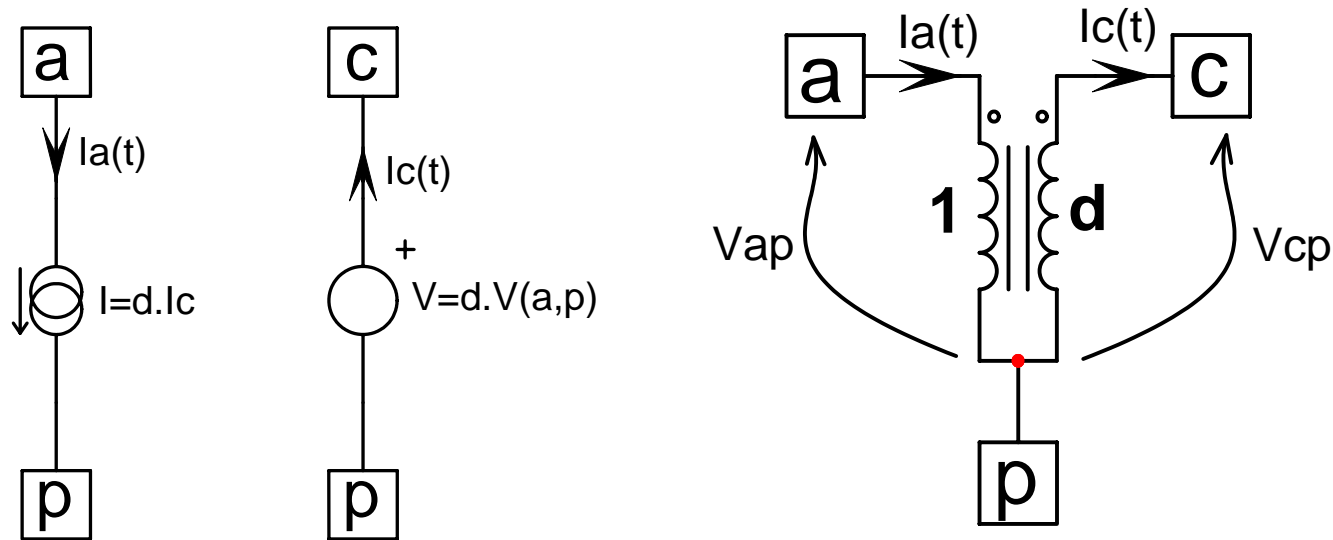 a
Ia(t)
I=d.Ic
p
c
Ic(t)
+
V=d.V(a,p)
p
a
Ia(t)
Ic(t)
c
1
d
Vap
Vcp
p